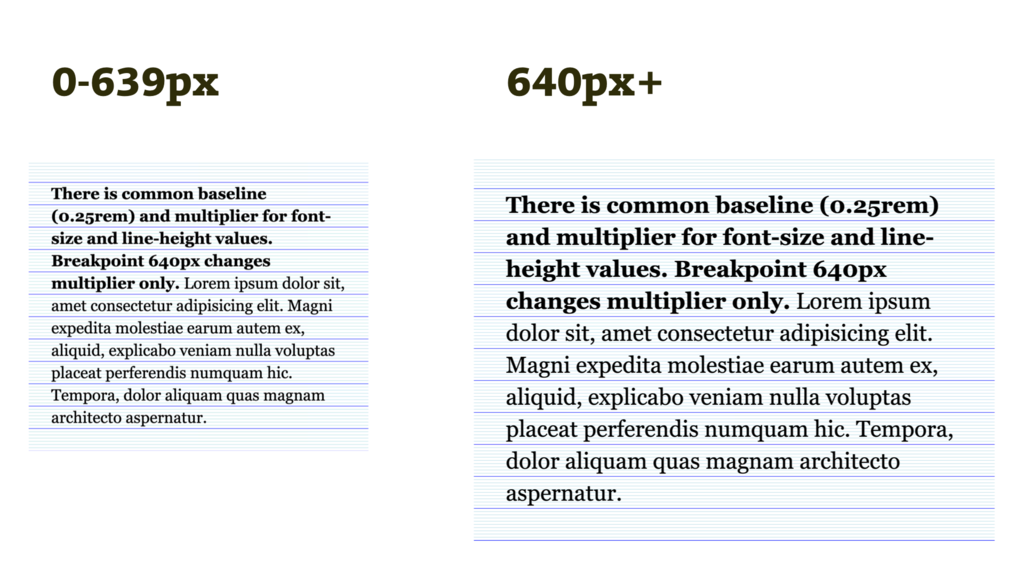 0-639px
There is common baseline
(0.25rem) and multiplier for font-
size and line-height values.
Breakpoint 640px changes
multiplier only. Lorem ipsum dolor sit,
amet consectetur adipisicing elit. Magni
expedita molestiae earum autem ex,
aliquid, explicabo veniam nulla voluptas
placeat perferendis numquam hic.
Tempora, dolor aliquam quas magnam
architecto aspernatur.
640px+
There is common baseline (0.25rem)
and multiplier for font-size and line-
height values. Breakpoint 640px
changes multiplier only. Lorem ipsum
dolor sit, amet consectetur adipisicing elit.
Magni expedita molestiae earum autem ex,
aliquid, explicabo veniam nulla voluptas
placeat perferendis numquam hic. Tempora,
dolor aliquam quas magnam architecto
aspernatur.